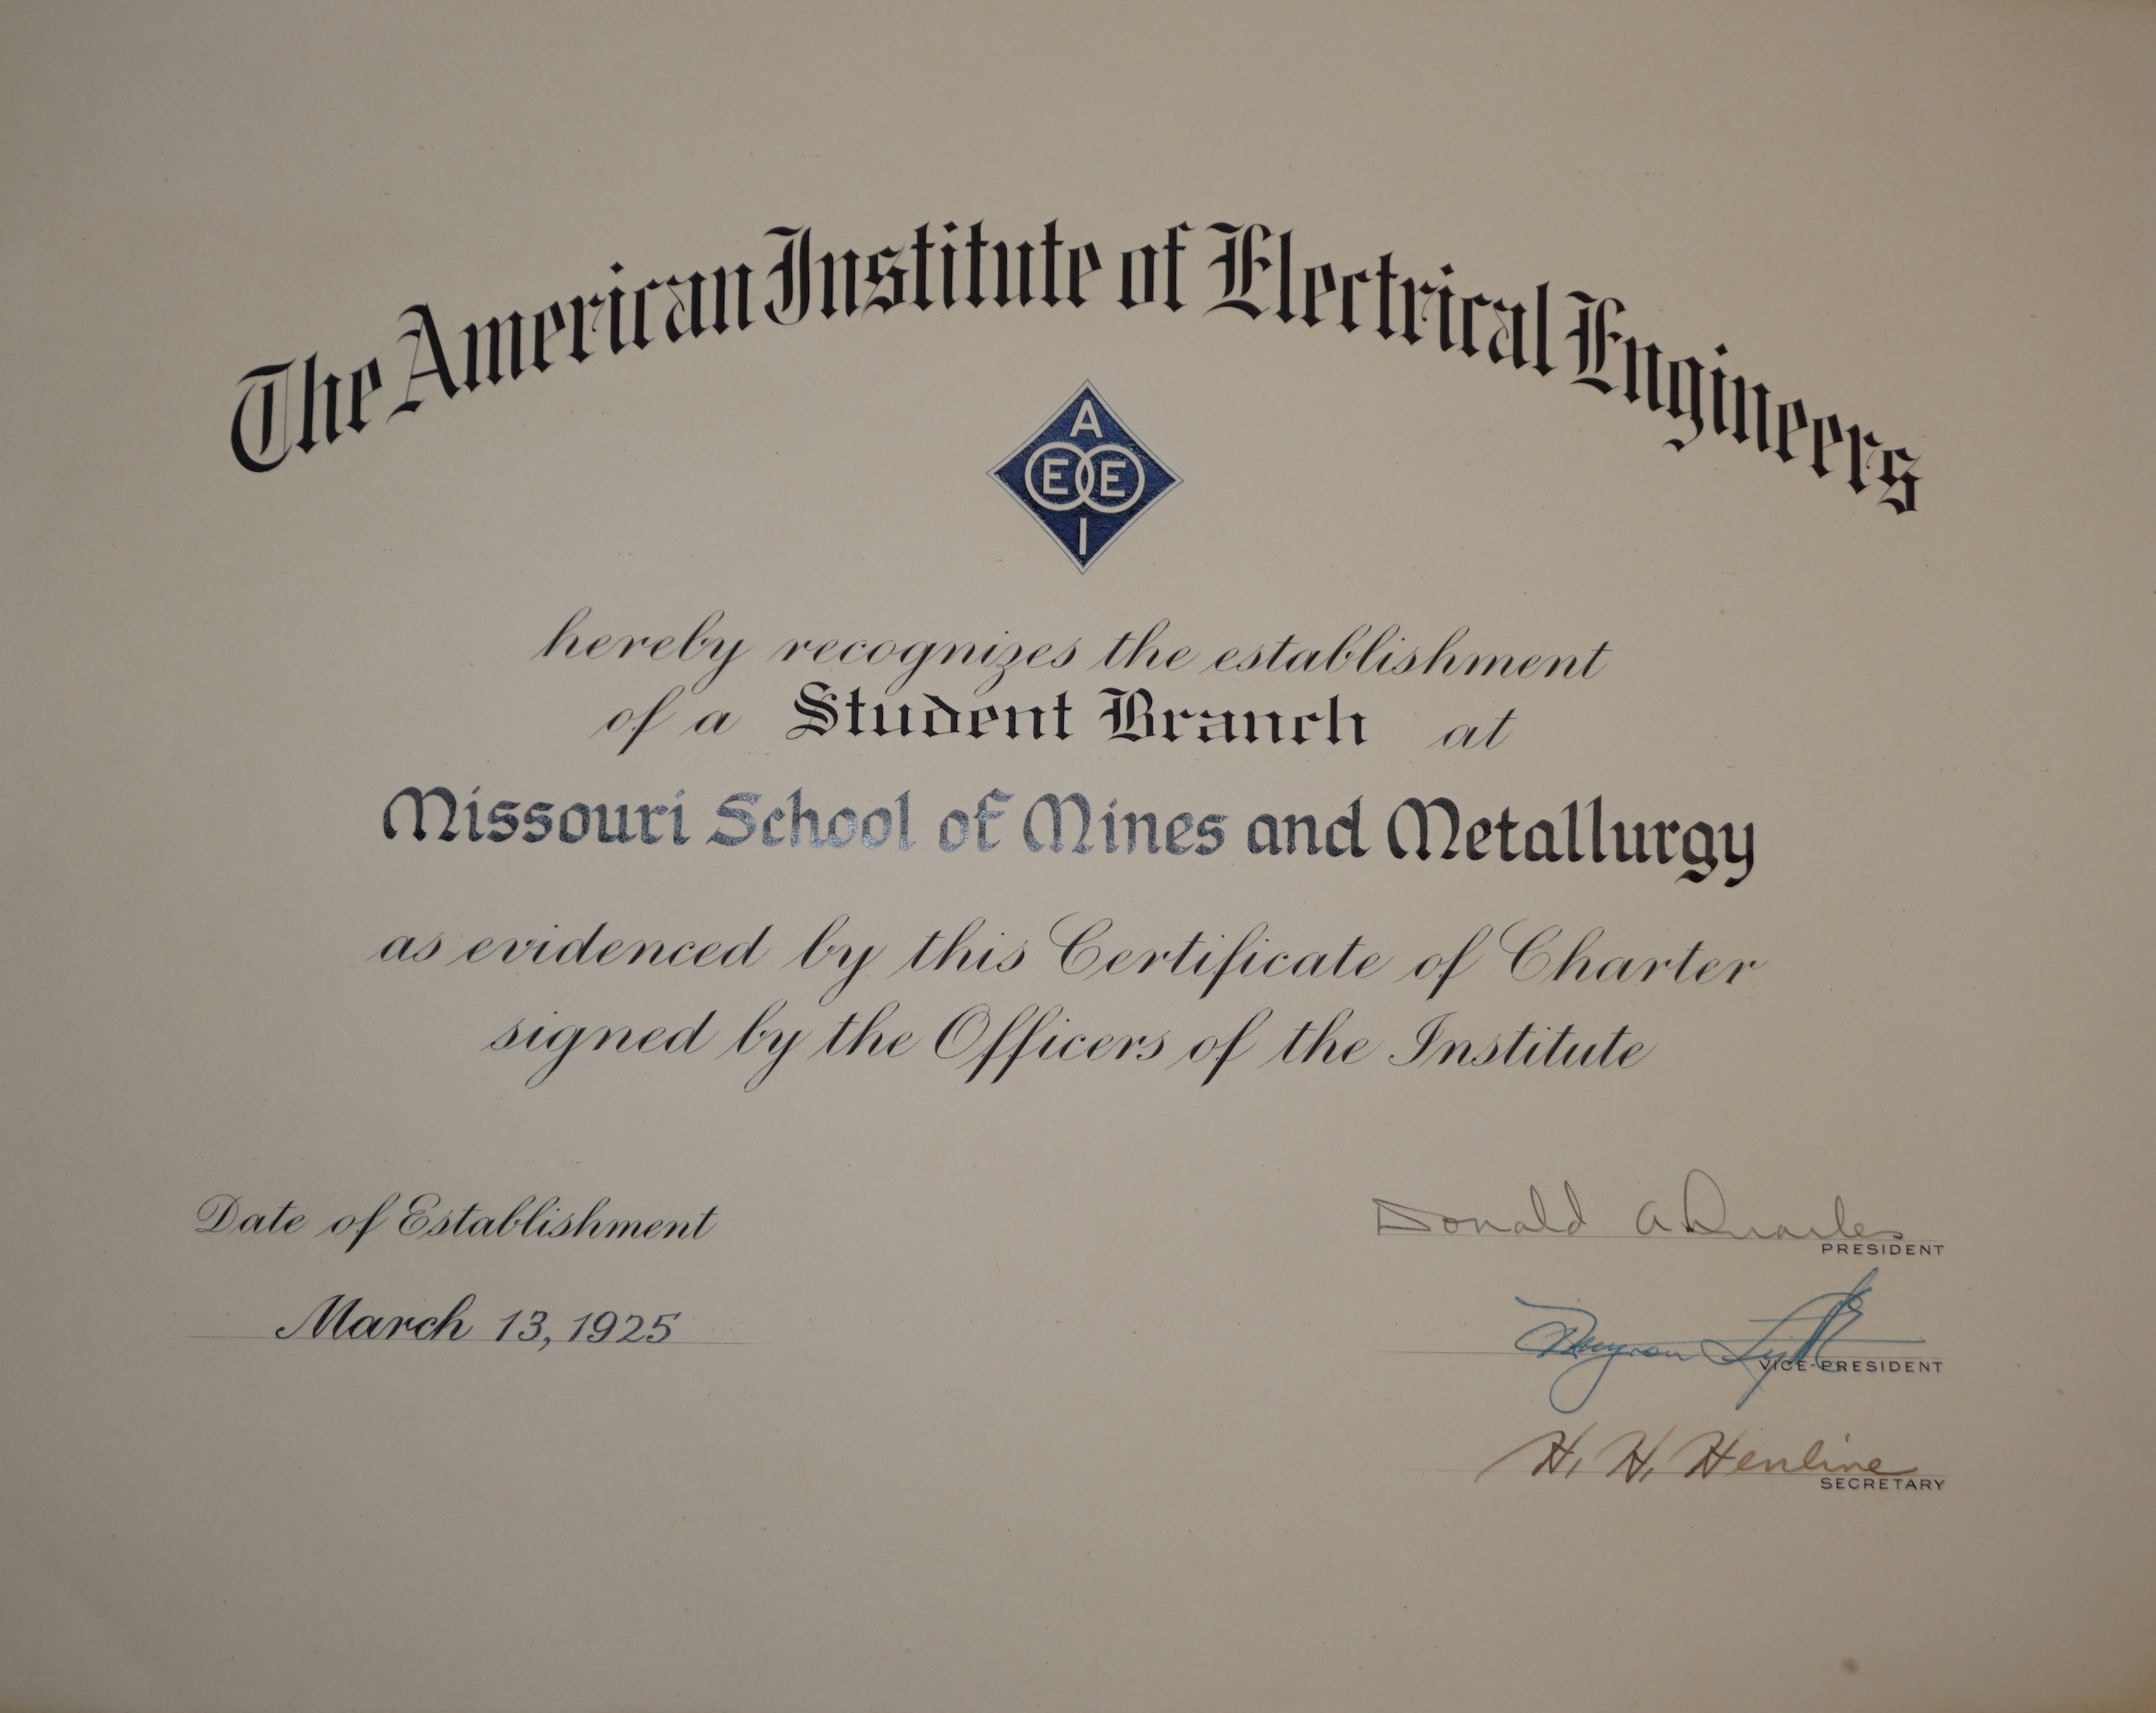 The American Institute of Electrical Engineers
A
E E
I
hereby recognizes the establishment
of a Student Branch at
Missouri School of Mines and Metallurgy
as evidenced by this Certificate of Charter
signed by the Officers of the Institute
Date of Establishment
March 13, 1925
Donald A Quarles
PRESIDENT
VICE-PRESIDENT
H. H. Henline
SECRETARY